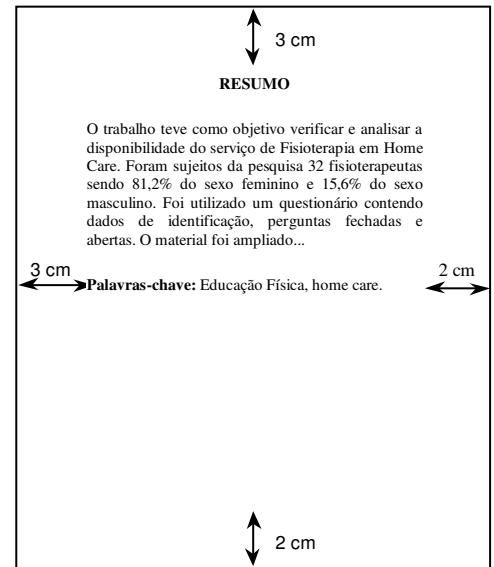 3 cm
RESUMO
O trabalho teve como objetivo verificar e analisar a
disponibilidade do serviço de Fisioterapia em Home
Care. Foram sujeitos da pesquisa 32 fisioterapeutas
sendo 81,2% do sexo feminino e 15,6% do sexo
masculino. Foi utilizado um questionário contendo
dados de identificação, perguntas fechadas e
abertas. O material foi ampliado...
3 cm
2 cm
Palavras-chave: Educação Física, home care.
2 cm